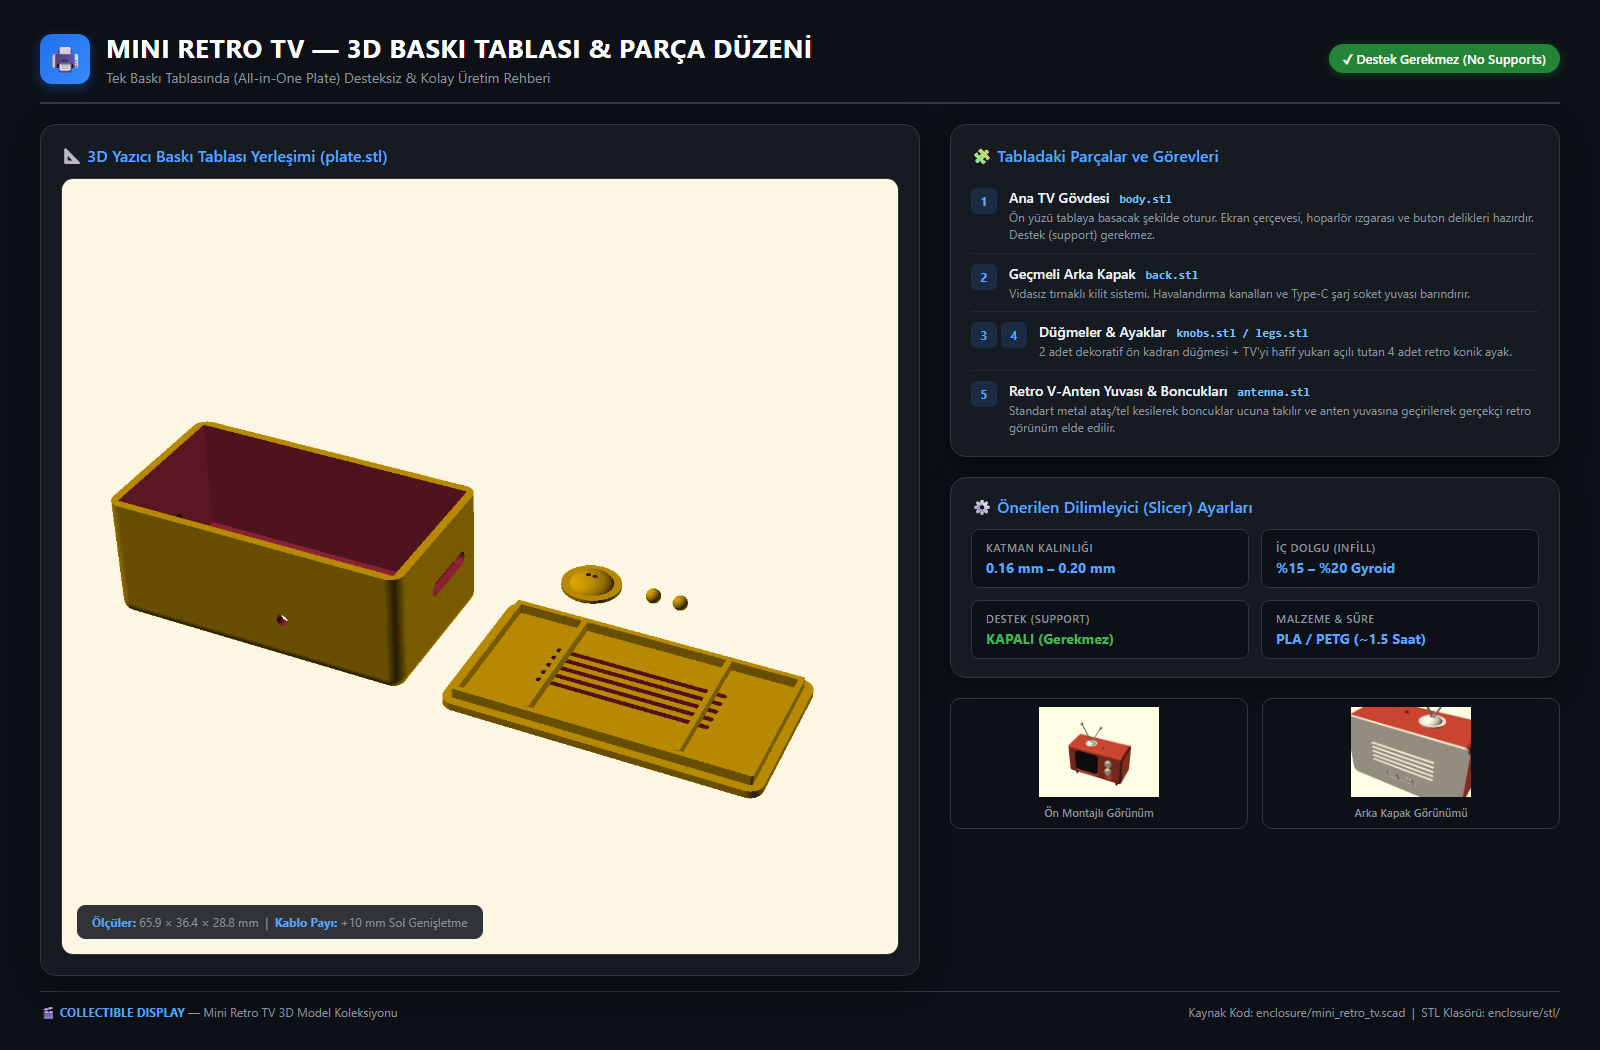 MINI RETRO TV — 3D BASKI TABLASI & PARÇA DÜZENİ
Tek Baskı Tablasında (All-in-One Plate) Desteksiz & Kolay Üretim Rehberi
✓ Destek Gerekmez (No Supports)
3D Yazıcı Baskı Tablası Yerleşimi (plate.stl)
Ölçüler: 65.9 × 36.4 × 28.8 mm | Kablo Payı: +10 mm Sol Genişletme
Tabladaki Parçalar ve Görevleri
1
Ana TV Gövdesi body.stl
Ön yüzü tablaya basacak şekilde oturur. Ekran çerçevesi, hoparlör ızgarası ve buton delikleri hazırdır.
Destek (support) gerekmez.
2
Geçmeli Arka Kapak back.stl
Vidasız tırnaklı kilit sistemi. Havalandırma kanalları ve Type-C şarj soket yuvası barındırır.
3 4
Düğmeler & Ayaklar knobs.stl / legs.stl
2 adet dekoratif ön kadran düğmesi + TV'yi hafif yukarı açılı tutan 4 adet retro konik ayak.
5
Retro V-Anten Yuvası & Boncukları antenna.stl
Standart metal ataş/tel kesilerek boncuklar ucuna takılır ve anten yuvasına geçirilerek gerçekçi retro
görünüm elde edilir.
Önerilen Dilimleyici (Slicer) Ayarları
KATMAN KALINLIĞI
0.16 mm – 0.20 mm
İÇ DOLGU (INFİLL)
%15 – %20 Gyroid
DESTEK (SUPPORT)
KAPALI (Gerekmez)
MALZEME & SÜRE
PLA / PETG (~1.5 Saat)
Ön Montajlı Görünüm
Arka Kapak Görünümü
COLLECTIBLE DISPLAY — Mini Retro TV 3D Model Koleksiyonu
Kaynak Kod: enclosure/mini_retro_tv.scad | STL Klasörü: enclosure/stl/